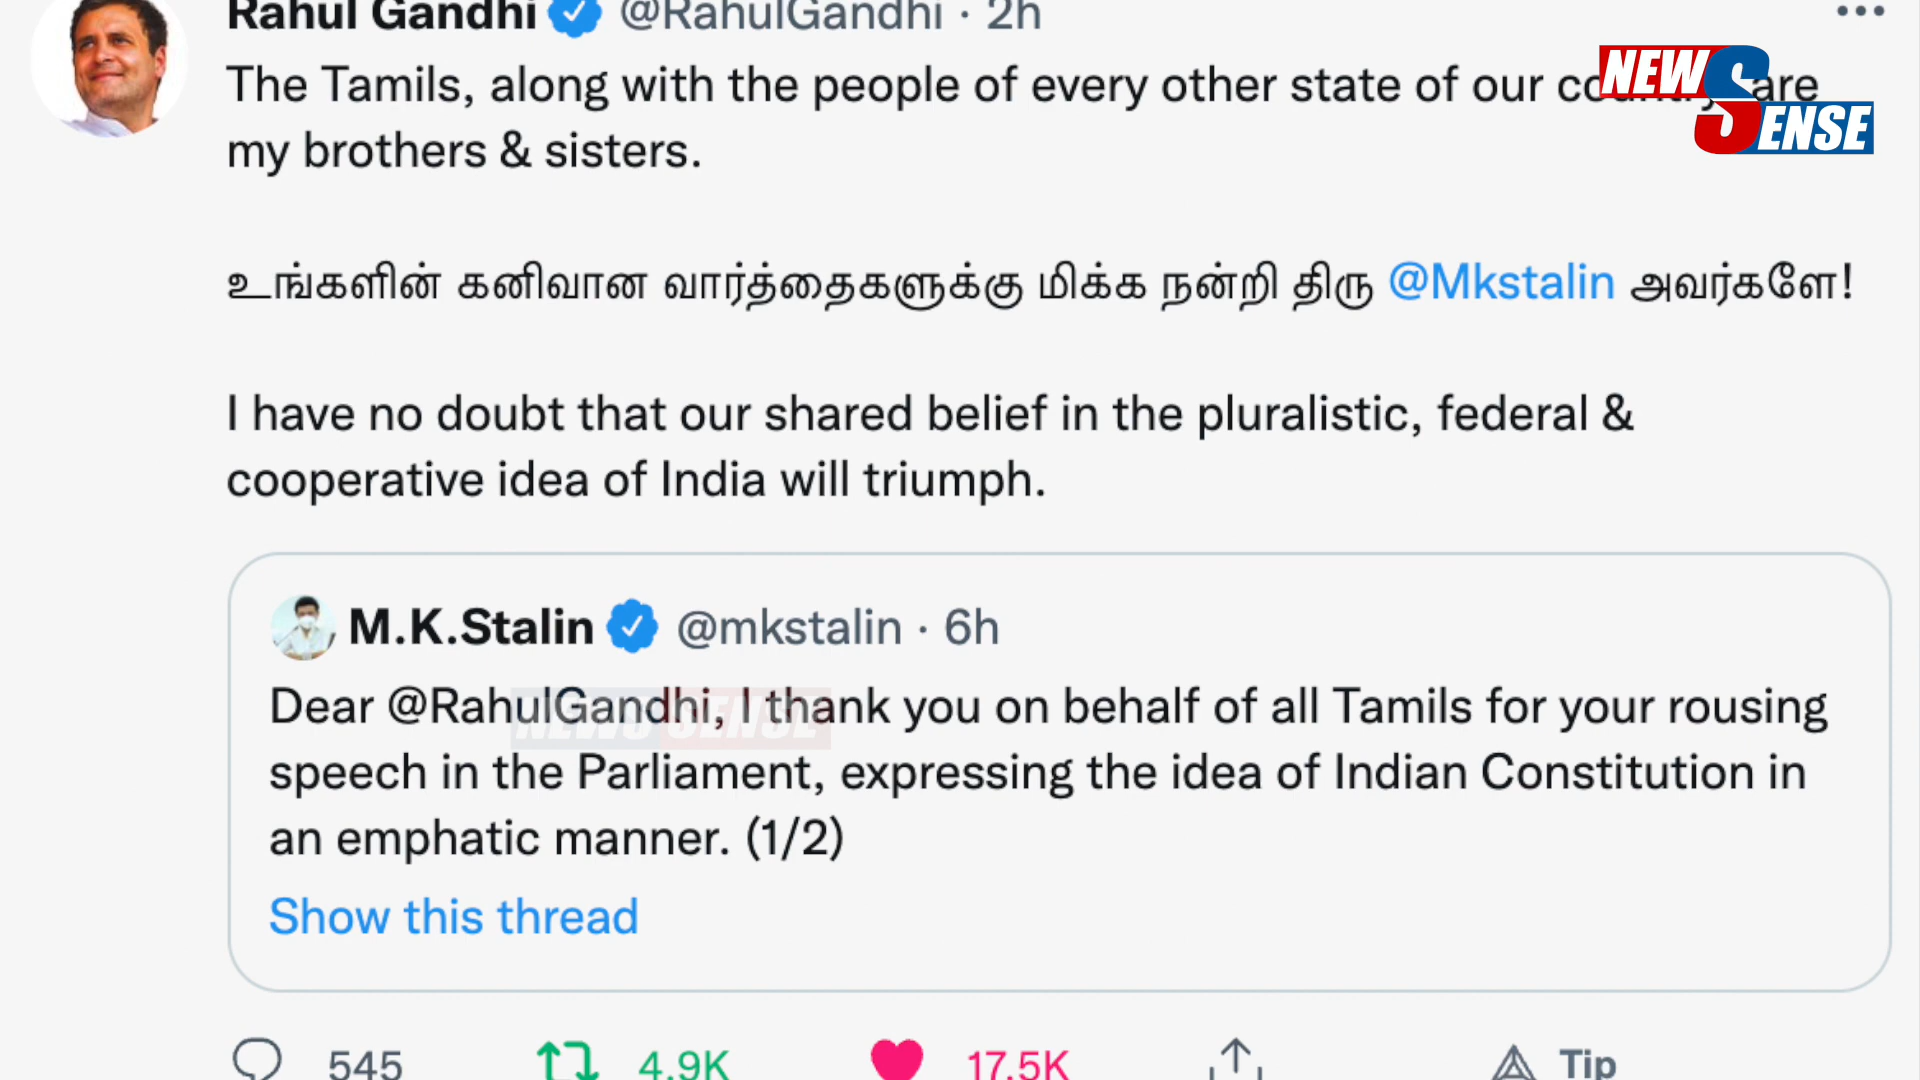 Rahul Gandhi @RahulGandhi · 2h
The Tamils, along with the people of every other state of our country are
my brothers & sisters.
NEWS SENSE
உங்களின் கனிவான வார்த்தைகளுக்கு மிக்க நன்றி திரு @Mkstalin அவர்களே!
I have no doubt that our shared belief in the pluralistic, federal &
cooperative idea of India will triumph.
M.K.Stalin @mkstalin · 6h
Dear @RahulGandhi, I thank you on behalf of all Tamils for your rousing
NEWS SENSE
speech in the Parliament, expressing the idea of Indian Constitution in
an emphatic manner. (1/2)
Show this thread
545 4.9K 17.5K Tip